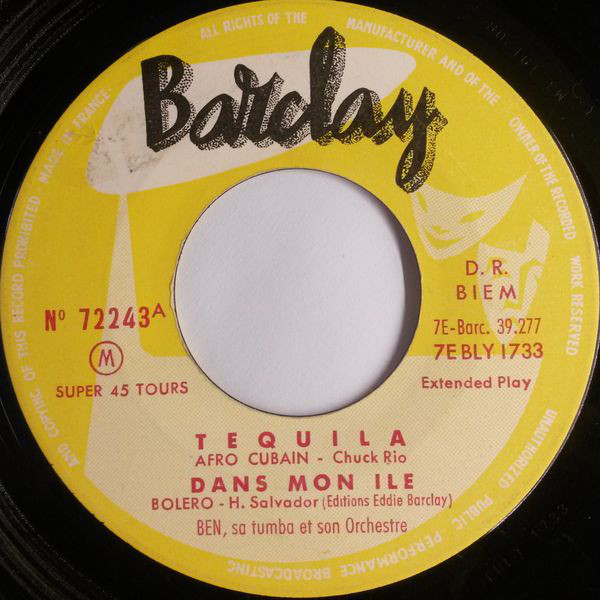 ALL RIGHTS OF THE MANUFACTURER AND OF THE OWNER OF THE RECORDED WORK RESERVED
UNAUTHORIZED PUBLIC PERFORMANCE BROADCASTING AND COPYING OF THIS RECORD PROHIBITED · MADE IN FRANCE ·
Barclay
D. R.
BIEM
Nº 72243A
7E-Barc. 39.277
M
7E BLY 1733
SUPER 45 TOURS
Extended Play
TEQUILA
AFRO CUBAIN - Chuck Rio
DANS MON ILE
BOLERO - H. Salvador (Editions Eddie Barclay)
BEN, sa tumba et son Orchestre